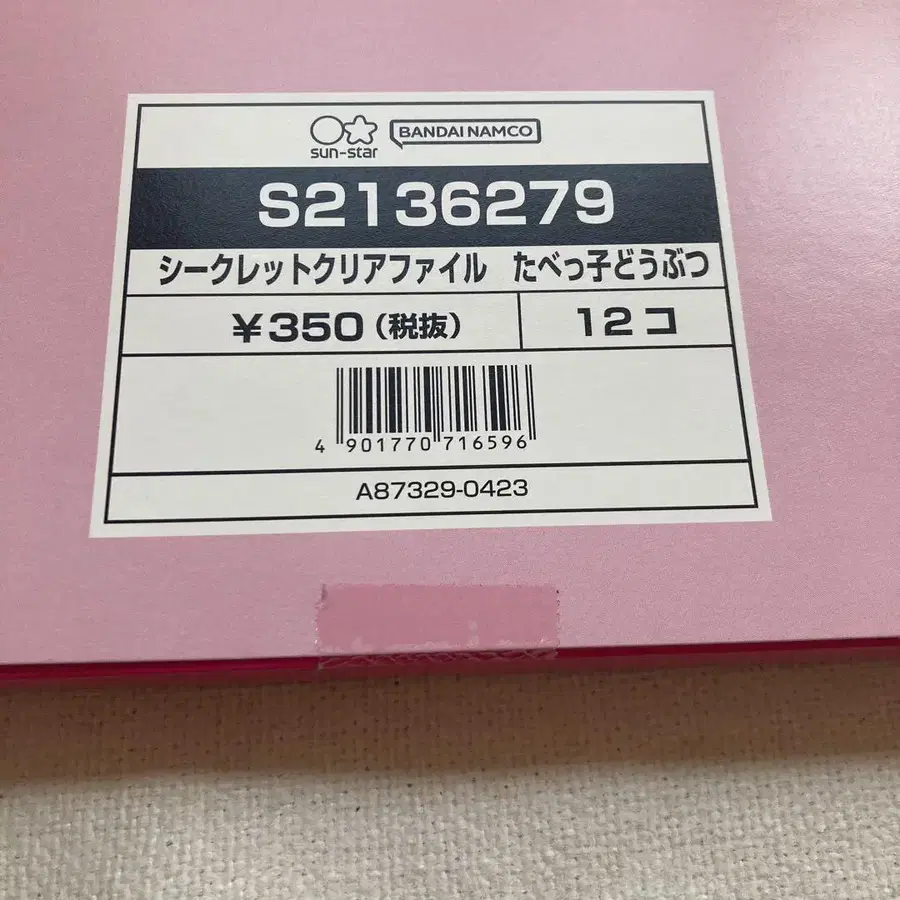 sun-star BANDAI NAMCO
S2136279
シークレットクリアファイル たべっ子どうぶつ
¥350(税抜) 12コ
4 901770 716596
A87329-0423